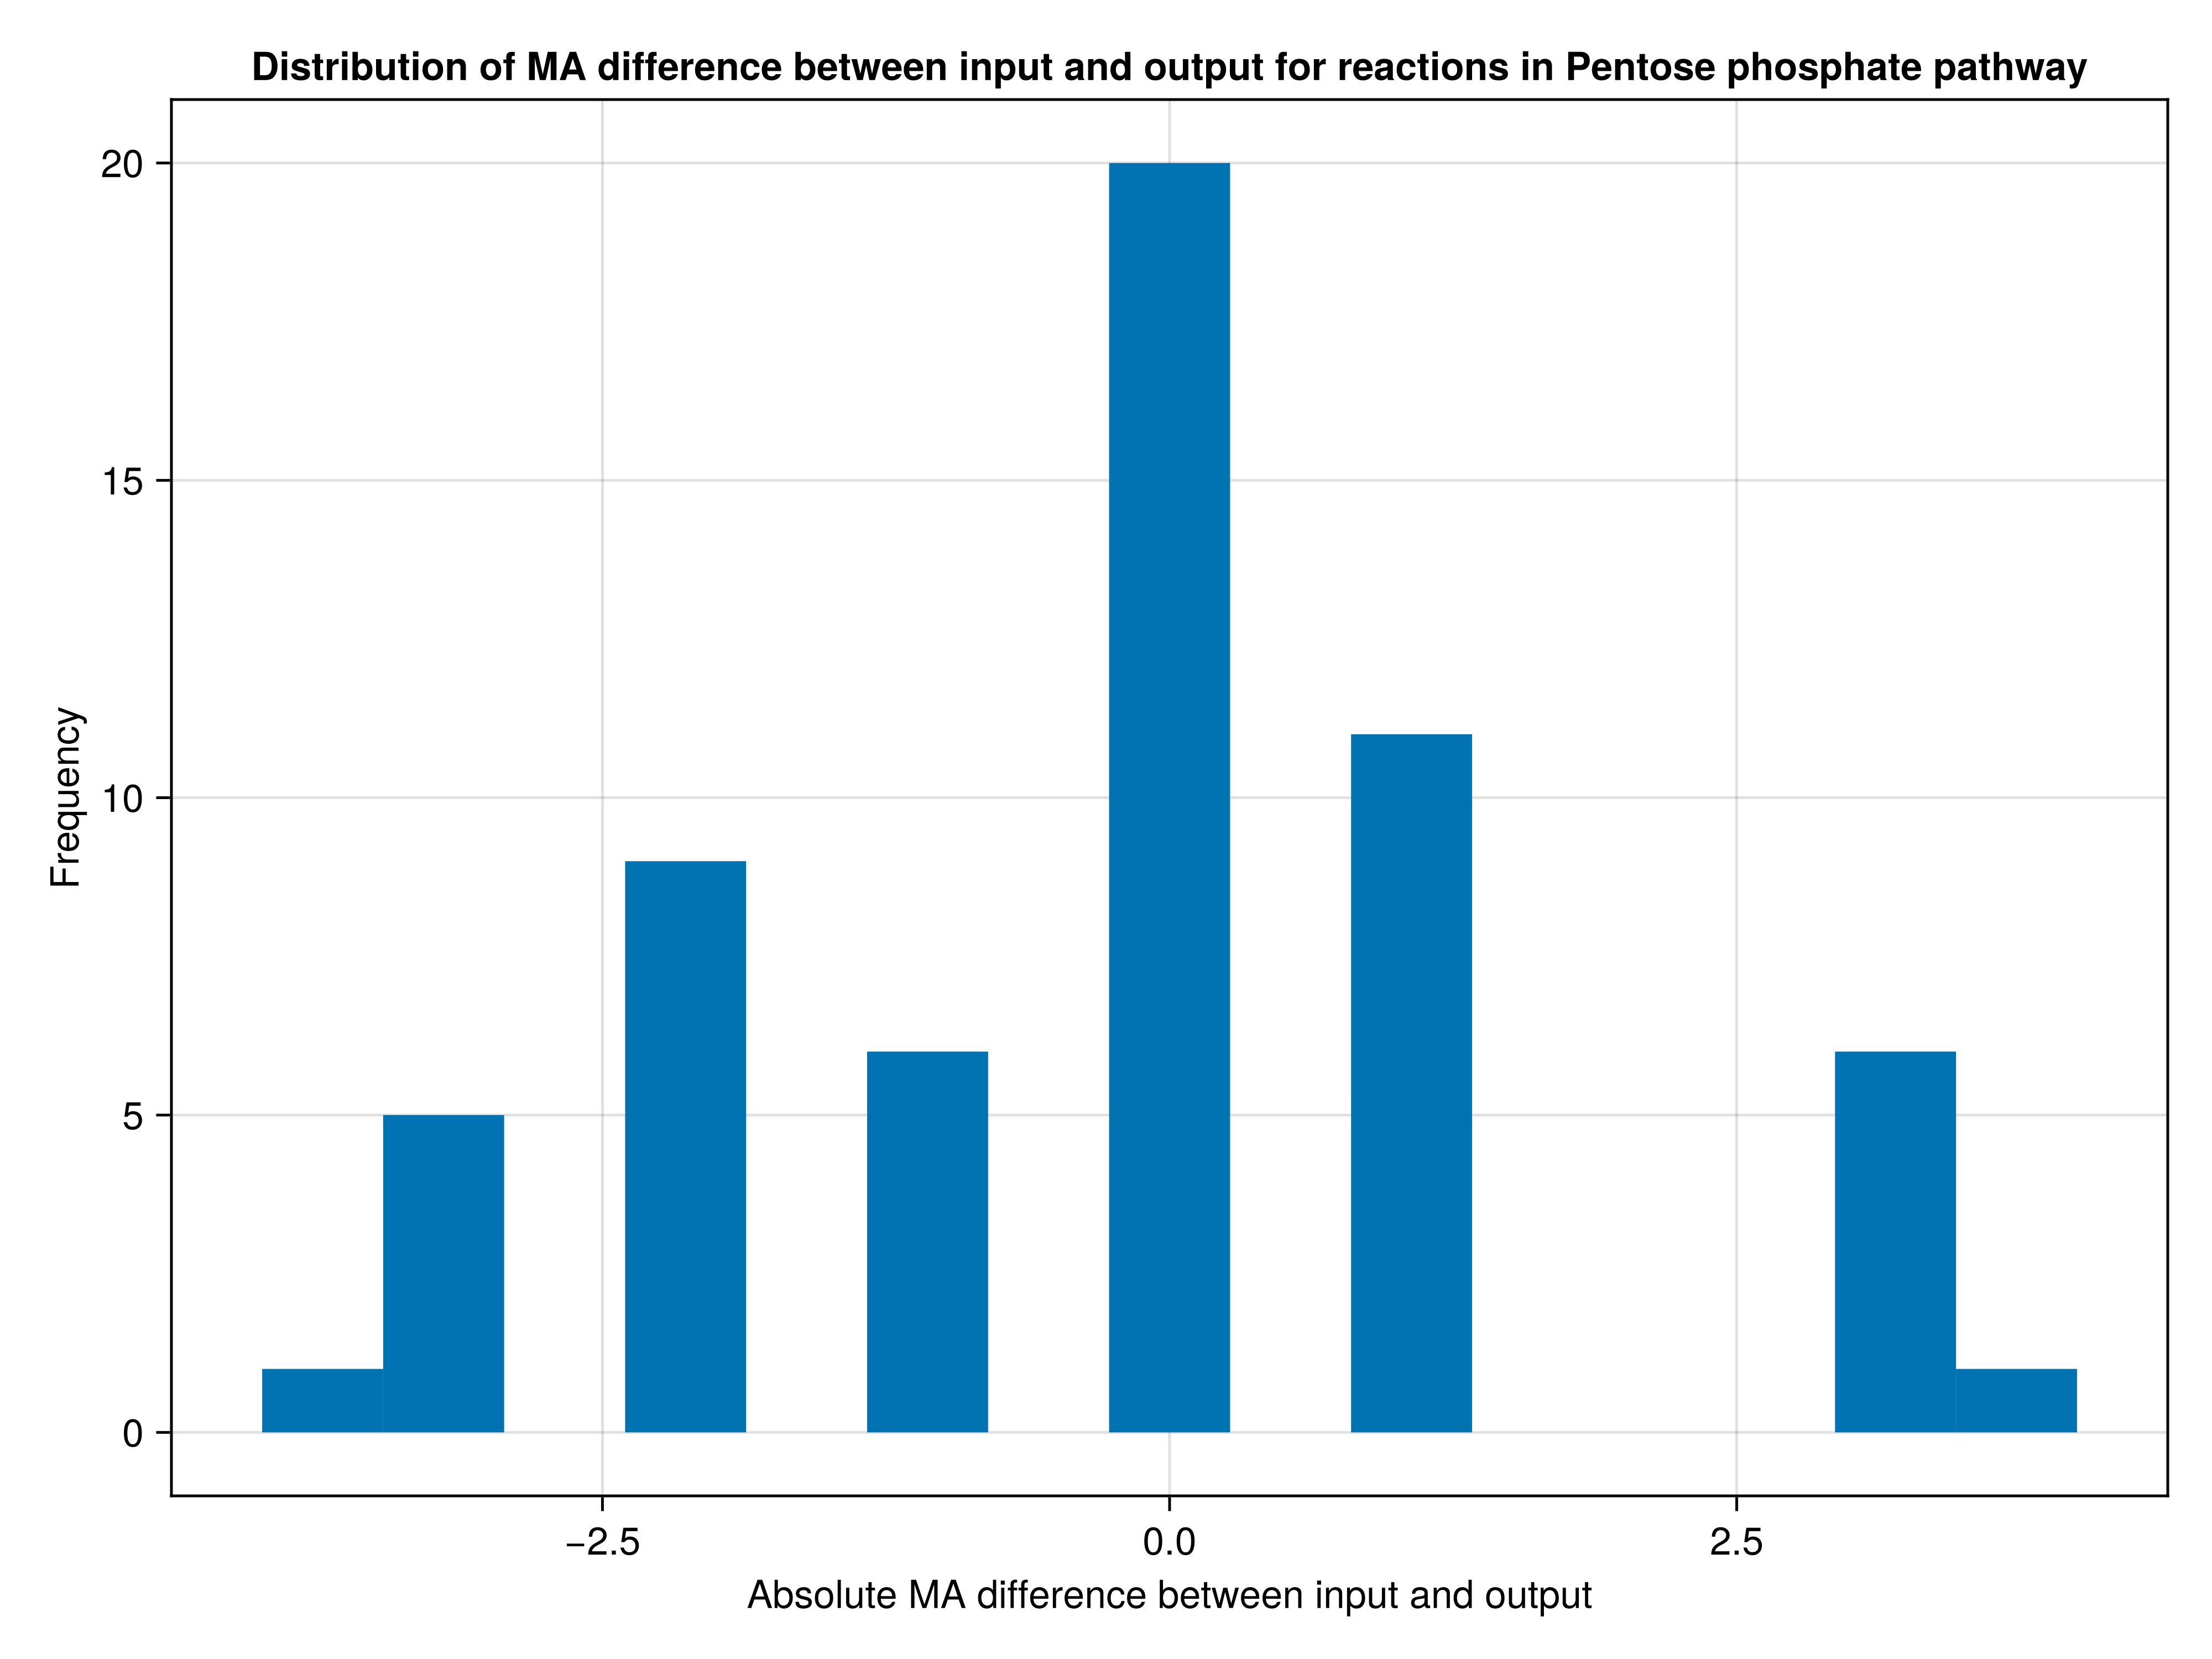 Distribution of MA difference between input and output for reactions in Pentose phosphate pathway
20
15
10
5
0
Frequency
−2.5
0.0
2.5
Absolute MA difference between input and output